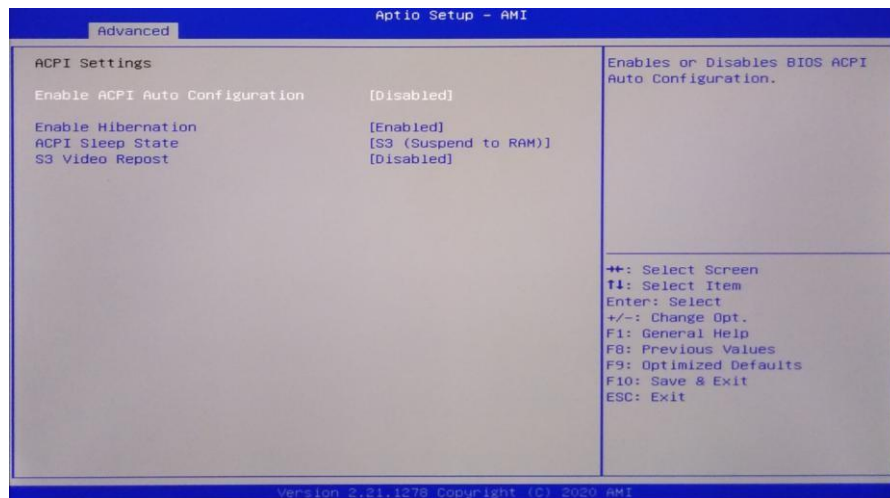 Aptio Setup - AMI
Advanced
ACPI Settings
Enable ACPI Auto Configuration [Disabled]
Enable Hibernation [Enabled]
ACPI Sleep State [S3 (Suspend to RAM)]
S3 Video Repost [Disabled]
Enables or Disables BIOS ACPI
Auto Configuration.
→←: Select Screen
↑↓: Select Item
Enter: Select
+/-: Change Opt.
F1: General Help
F8: Previous Values
F9: Optimized Defaults
F10: Save & Exit
ESC: Exit
Version 2.21.1278 Copyright (C) 2020 AMI